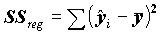 SS_reg = ∑(ŷ_i − ȳ)²